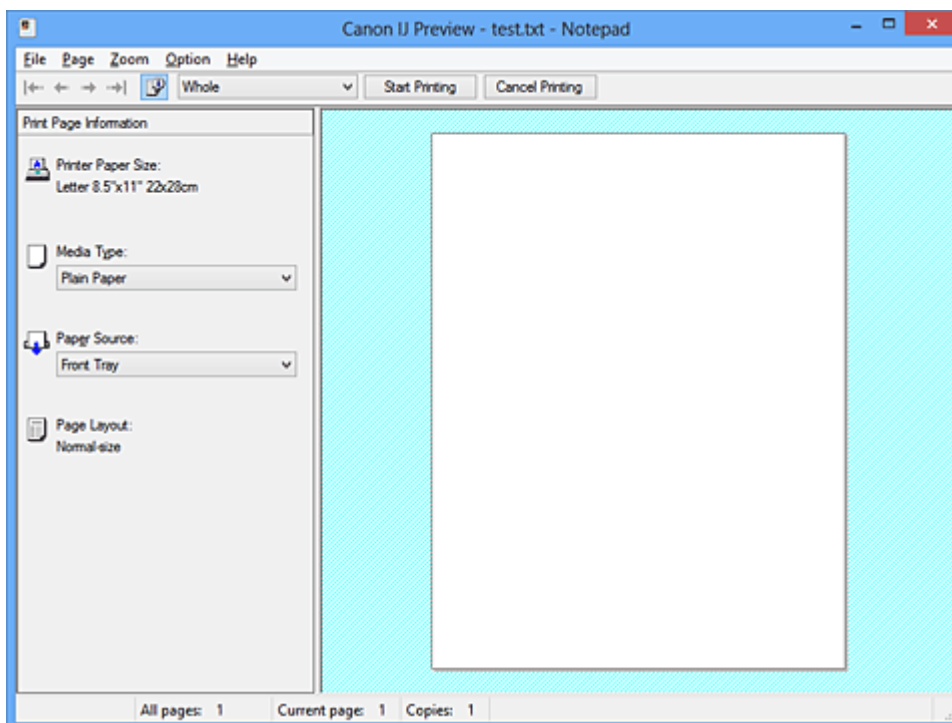 Canon IJ Preview - test.txt - Notepad
File Page Zoom Option Help
Whole Start Printing Cancel Printing
Print Page Information
Printer Paper Size:
Letter 8.5"x11" 22x28cm
Media Type:
Plain Paper
Paper Source:
Front Tray
Page Layout:
Normal-size
All pages: 1 Current page: 1 Copies: 1